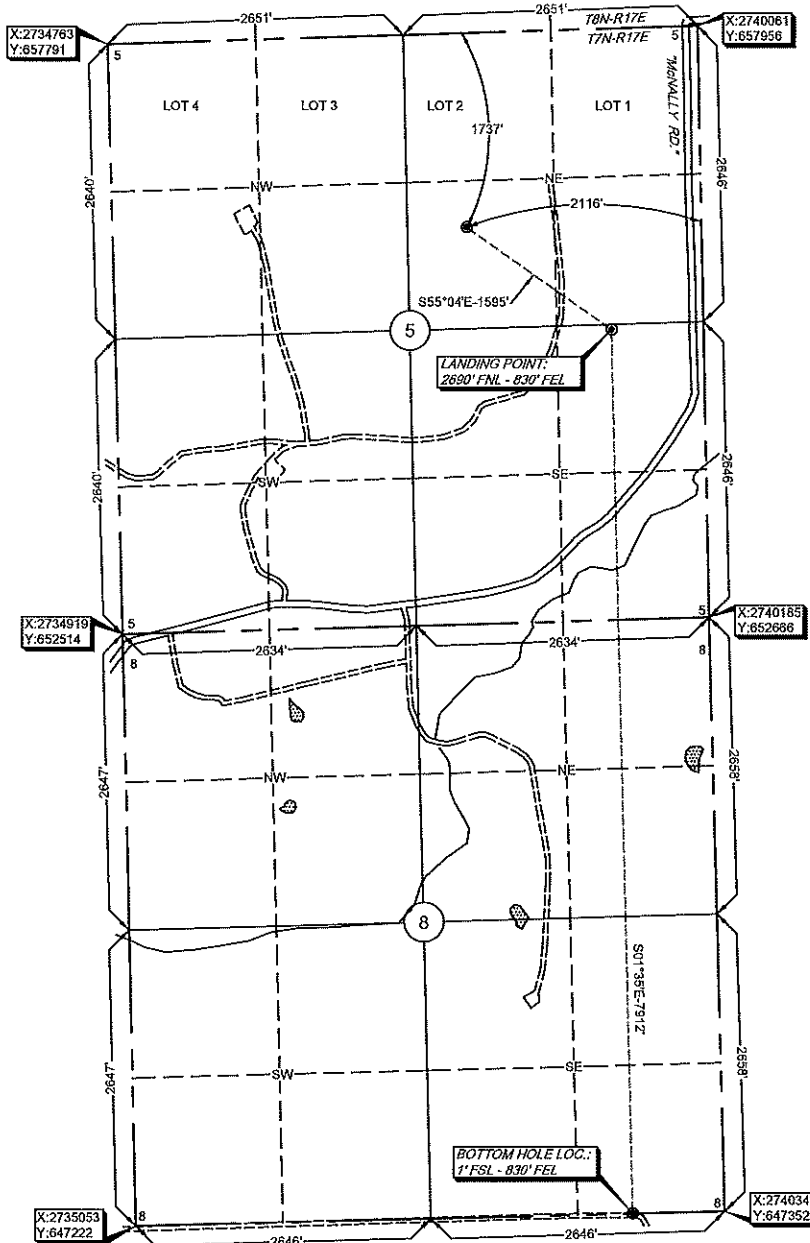 2651'
2651'
T8N-R17E
T7N-R17E
X:2734763
Y:657791
X:2740061
Y:657956
5
5
"McNALLY RD."
LOT 4
LOT 3
LOT 2
LOT 1
1737'
2640'
2646'
NW
NE
2116'
S55°04'E-1595'
5
LANDING POINT:
2690' FNL - 830' FEL
2640'
SW
SE
2646'
X:2734919
Y:652514
5
5
X:2740185
Y:652666
8
8
2634'
2634'
2647'
NW
NE
2658'
8
S01°35'E-7912'
2647'
SW
SE
2658'
BOTTOM HOLE LOC.:
1' FSL - 830' FEL
X:2735053
Y:647222
8
8
X:274034
Y:647352
2646'
2646'